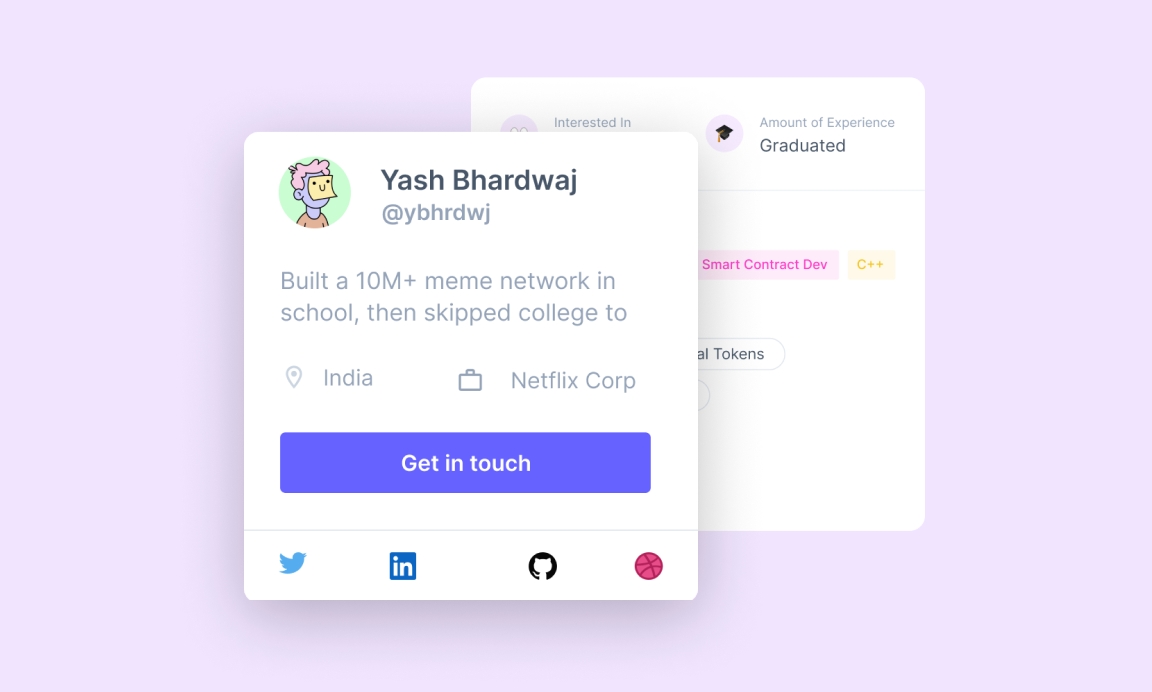 Interested In
Amount of Experience
Graduated
Yash Bhardwaj
@ybhrdwj
Smart Contract Dev
C++
Built a 10M+ meme network in
school, then skipped college to
Tokens
India
Netflix Corp
Get in touch
in